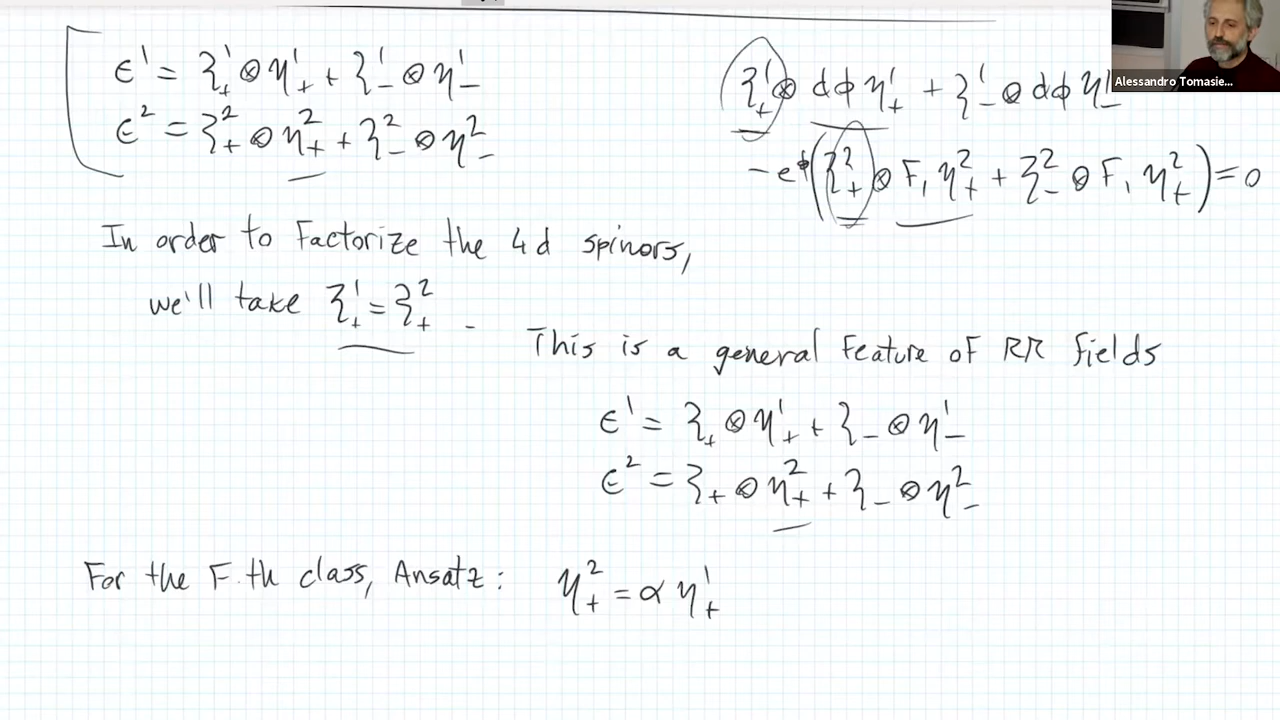 ϵ¹ = ζ¹₊ ⊗ η¹₊ + ζ¹₋ ⊗ η¹₋
ϵ² = ζ²₊ ⊗ η²₊ + ζ²₋ ⊗ η²₋
ζ¹₊ ⊗ dϕ η¹₊ + ζ¹₋ ⊗ dϕ η¹₋
- e^ϕ (ζ²₊ ⊗ F₁ η²₊ + ζ²₋ ⊗ F₁ η²₊) = 0
Alessandro Tomasie...
In order to factorize the 4d spinors,
we'll take ζ¹₊ = ζ²₊ .
This is a general feature of RR fields
ϵ¹ = ζ₊ ⊗ η¹₊ + ζ₋ ⊗ η¹₋
ϵ² = ζ₊ ⊗ η²₊ + ζ₋ ⊗ η²₋
For the F.th class, Ansatz : η²₊ = α η¹₊